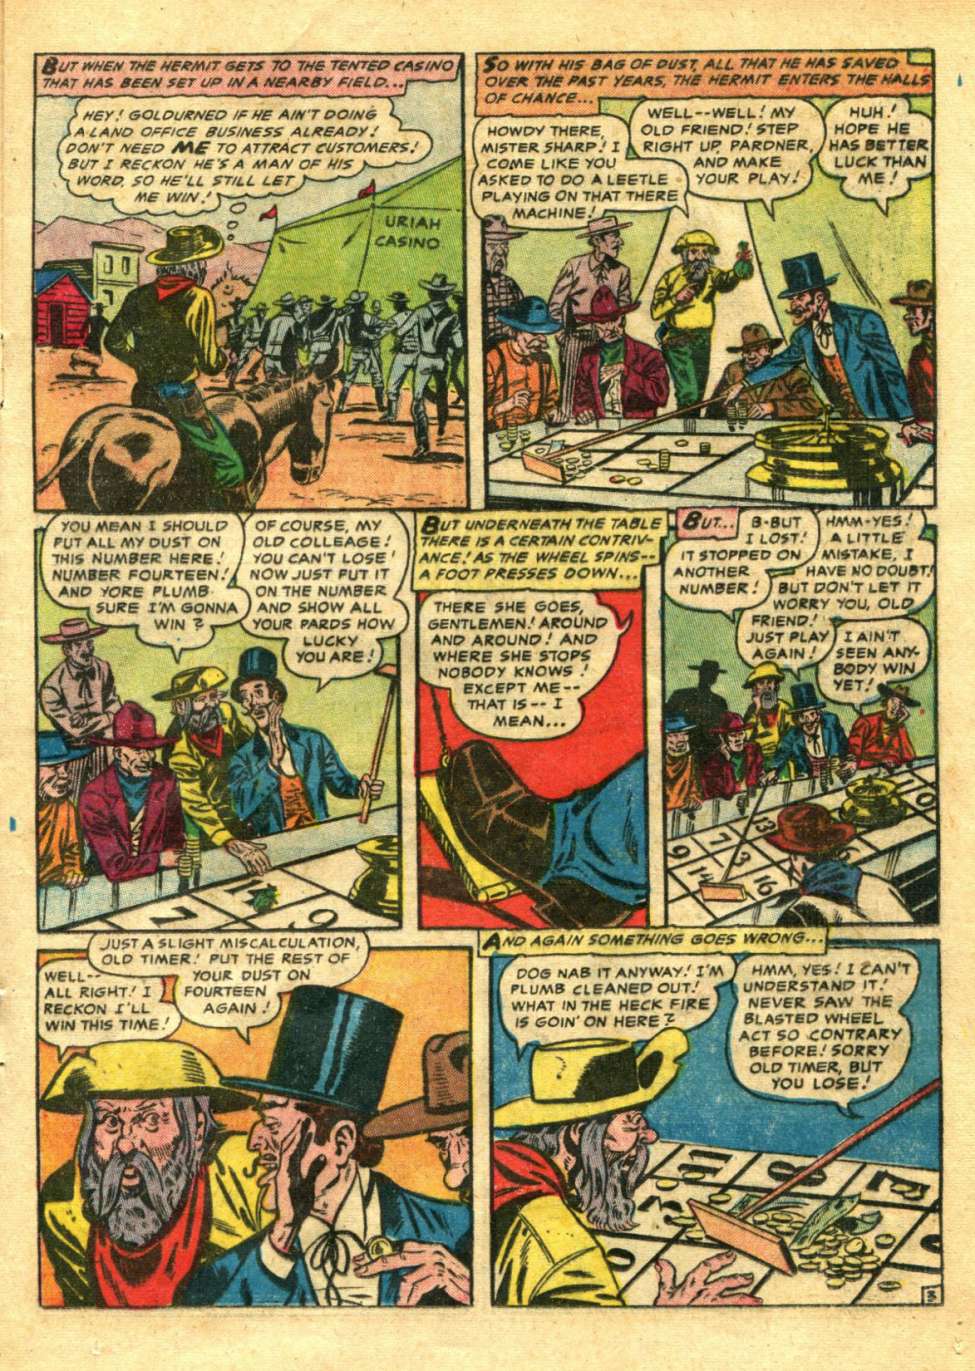 BUT WHEN THE HERMIT GETS TO THE TENTED CASINO
THAT HAS BEEN SET UP IN A NEARBY FIELD...
HEY! GOLDURNED IF HE AIN'T DOING
A LAND OFFICE BUSINESS ALREADY!
DON'T NEED ME TO ATTRACT CUSTOMERS!
BUT I RECKON HE'S A MAN OF HIS
WORD, SO HE'LL STILL LET
ME WIN!
URIAH
CASINO
SO WITH HIS BAG OF DUST, ALL THAT HE HAS SAVED
OVER THE PAST YEARS, THE HERMIT ENTERS THE HALLS
OF CHANCE...
HOWDY THERE,
MISTER SHARP! I
COME LIKE YOU
ASKED TO DO A LEETLE
PLAYING ON THAT THERE
MACHINE!
WELL--WELL! MY
OLD FRIEND! STEP
RIGHT UP, PARDNER,
AND MAKE
YOUR PLAY!
HUH!
HOPE HE
HAS BETTER
LUCK THAN
ME!
YOU MEAN I SHOULD
PUT ALL MY DUST ON
THIS NUMBER HERE!
NUMBER FOURTEEN!
AND YORE PLUMB
SURE I'M GONNA
WIN?
OF COURSE, MY
OLD COLLEAGE!
YOU CAN'T LOSE!
NOW JUST PUT IT
ON THE NUMBER
AND SHOW ALL
YOUR PARDS HOW
LUCKY
YOU ARE!
7
14
9
BUT UNDERNEATH THE TABLE
THERE IS A CERTAIN CONTRIV-
ANCE! AS THE WHEEL SPINS--
A FOOT PRESSES DOWN...
THERE SHE GOES,
GENTLEMEN! AROUND
AND AROUND! AND
WHERE SHE STOPS
NOBODY KNOWS!
EXCEPT ME--
THAT IS-- I
MEAN...
BUT...
B-BUT
I LOST!
IT STOPPED ON
ANOTHER
NUMBER!
HMM-YES!
A LITTLE
MISTAKE, I
HAVE NO DOUBT!
BUT DON'T LET IT
WORRY YOU, OLD
FRIEND!
JUST PLAY
AGAIN!
I AIN'T
SEEN ANY-
BODY WIN
YET!
13
10
7
3
9
14
16
WELL--
ALL RIGHT! I
RECKON I'LL
WIN THIS TIME!
JUST A SLIGHT MISCALCULATION,
OLD TIMER! PUT THE REST OF
YOUR DUST ON
FOURTEEN
AGAIN!
AND AGAIN SOMETHING GOES WRONG...
DOG NAB IT ANYWAY! I'M
PLUMB CLEANED OUT!
WHAT IN THE HECK FIRE
IS GOIN' ON HERE?
HMM, YES! I CAN'T
UNDERSTAND IT!
NEVER SAW THE
BLASTED WHEEL
ACT SO CONTRARY
BEFORE! SORRY
OLD TIMER, BUT
YOU LOSE!